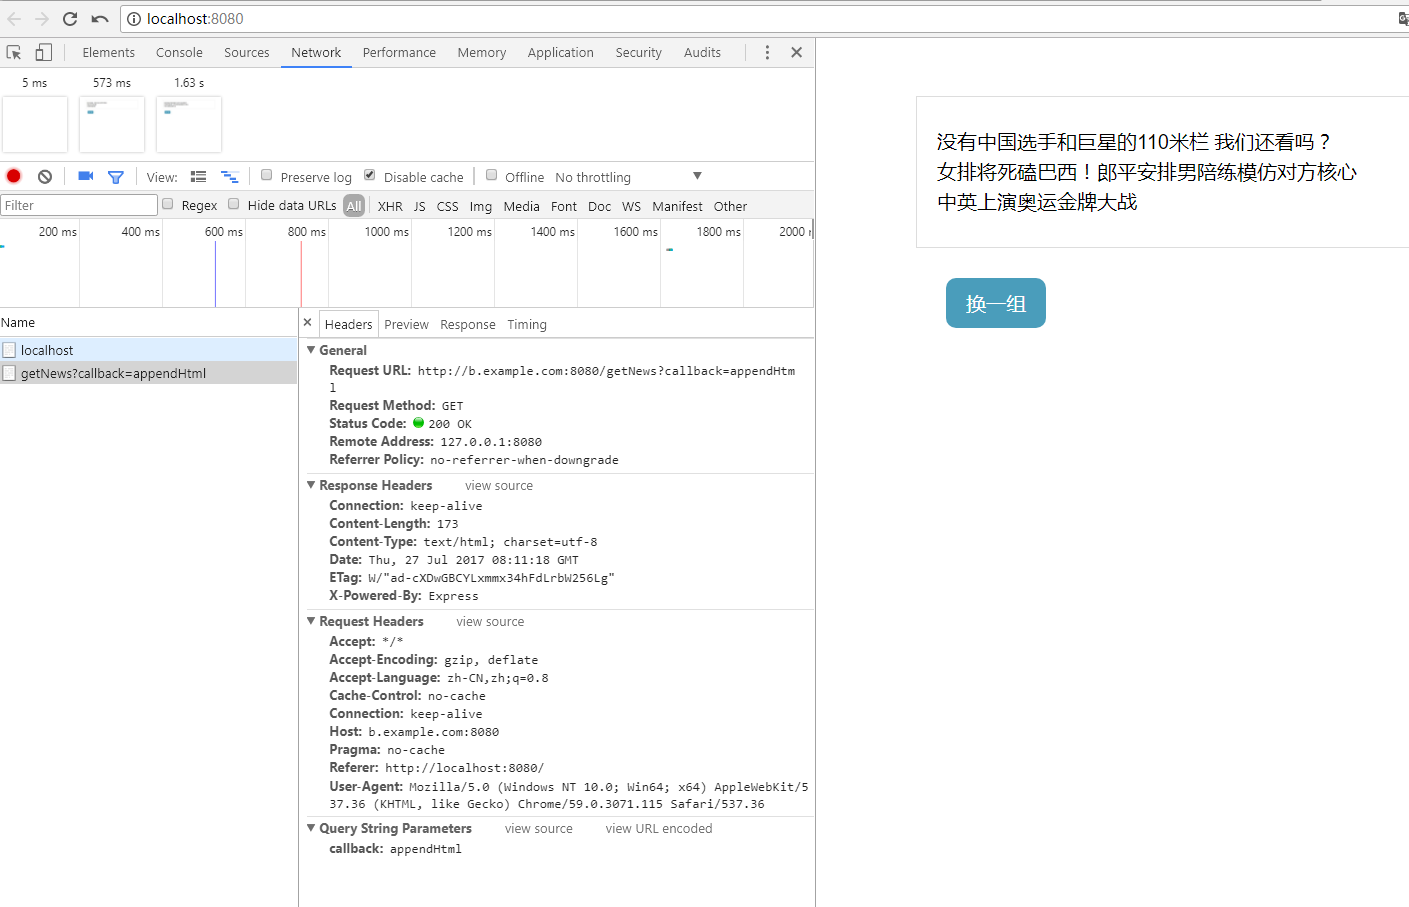 localhost:8080
Elements Console Sources Network Performance Memory Application Security Audits
5 ms 573 ms 1.63 s
View: Preserve log Disable cache Offline No throttling
Filter Regex Hide data URLs All XHR JS CSS Img Media Font Doc WS Manifest Other
200 ms 400 ms 600 ms 800 ms 1000 ms 1200 ms 1400 ms 1600 ms 1800 ms 2000
Name
localhost
getNews?callback=appendHtml
Headers Preview Response Timing
General
Request URL: http://b.example.com:8080/getNews?callback=appendHtm
l
Request Method: GET
Status Code: 200 OK
Remote Address: 127.0.0.1:8080
Referrer Policy: no-referrer-when-downgrade
Response Headers view source
Connection: keep-alive
Content-Length: 173
Content-Type: text/html; charset=utf-8
Date: Thu, 27 Jul 2017 08:11:18 GMT
ETag: W/"ad-cXDwGBCYLxmmx34hFdLrbW256Lg"
X-Powered-By: Express
Request Headers view source
Accept: */*
Accept-Encoding: gzip, deflate
Accept-Language: zh-CN,zh;q=0.8
Cache-Control: no-cache
Connection: keep-alive
Host: b.example.com:8080
Pragma: no-cache
Referer: http://localhost:8080/
User-Agent: Mozilla/5.0 (Windows NT 10.0; Win64; x64) AppleWebKit/5
37.36 (KHTML, like Gecko) Chrome/59.0.3071.115 Safari/537.36
Query String Parameters view source view URL encoded
callback: appendHtml
没有中国选手和巨星的110米栏 我们还看吗？
女排将死磕巴西！郎平安排男陪练模仿对方核心
中英上演奥运金牌大战
换一组